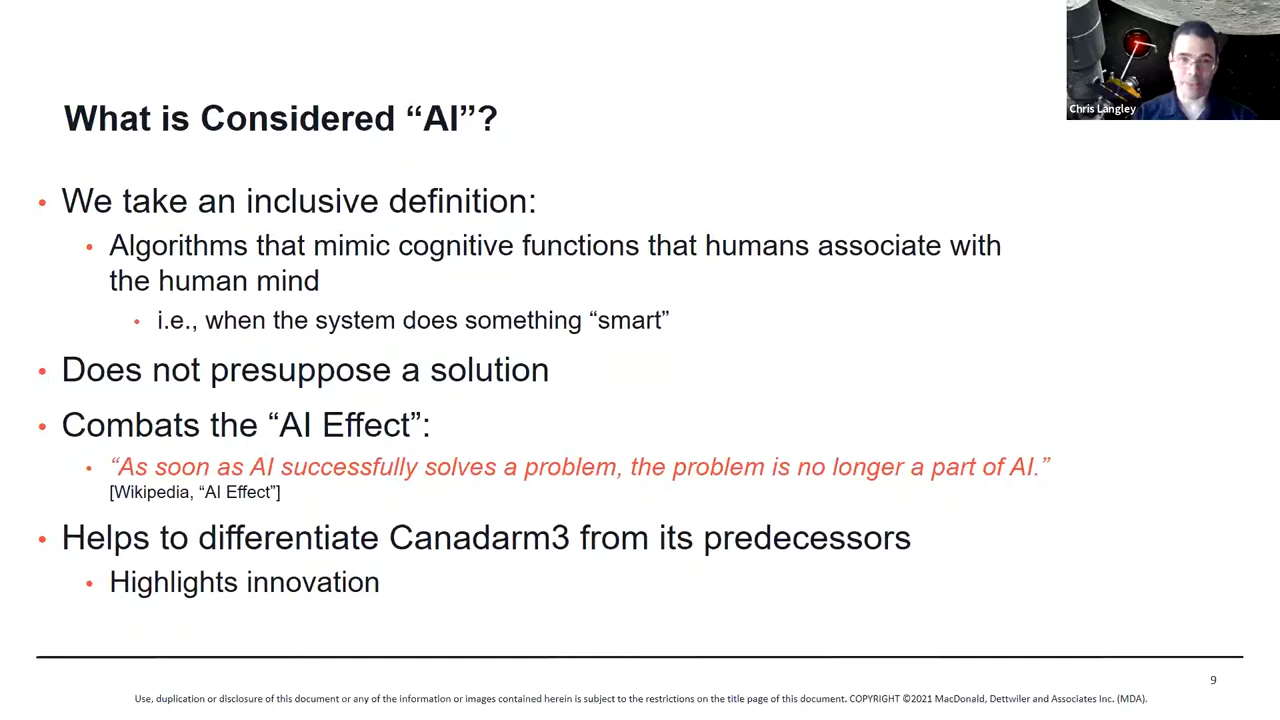 Chris Langley
What is Considered “AI”?
• We take an inclusive definition:
• Algorithms that mimic cognitive functions that humans associate with
the human mind
• i.e., when the system does something “smart”
• Does not presuppose a solution
• Combats the “AI Effect”:
• “As soon as AI successfully solves a problem, the problem is no longer a part of AI.”
[Wikipedia, “AI Effect”]
• Helps to differentiate Canadarm3 from its predecessors
• Highlights innovation
9
Use, duplication or disclosure of this document or any of the information or images contained herein is subject to the restrictions on the title page of this document. COPYRIGHT ©2021 MacDonald, Dettwiler and Associates Inc. (MDA).